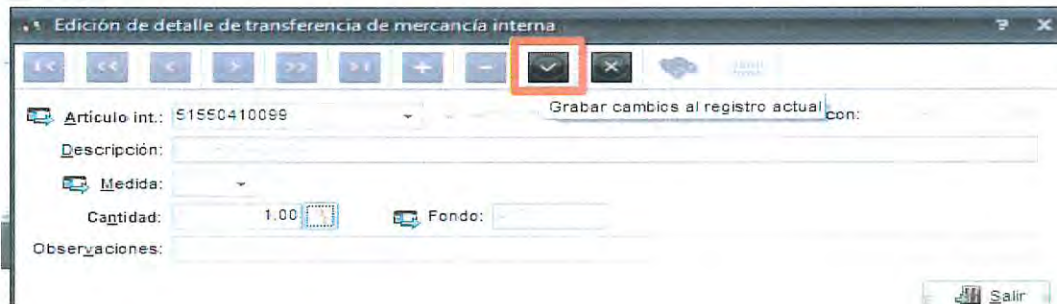 Edición de detalle de transferencia de mercancía interna
Grabar cambios al registro actual
Artículo int.: 51550410099
con:
Descripción:
Medida:
Cantidad: 1.00 Fondo:
Observaciones:
Salir